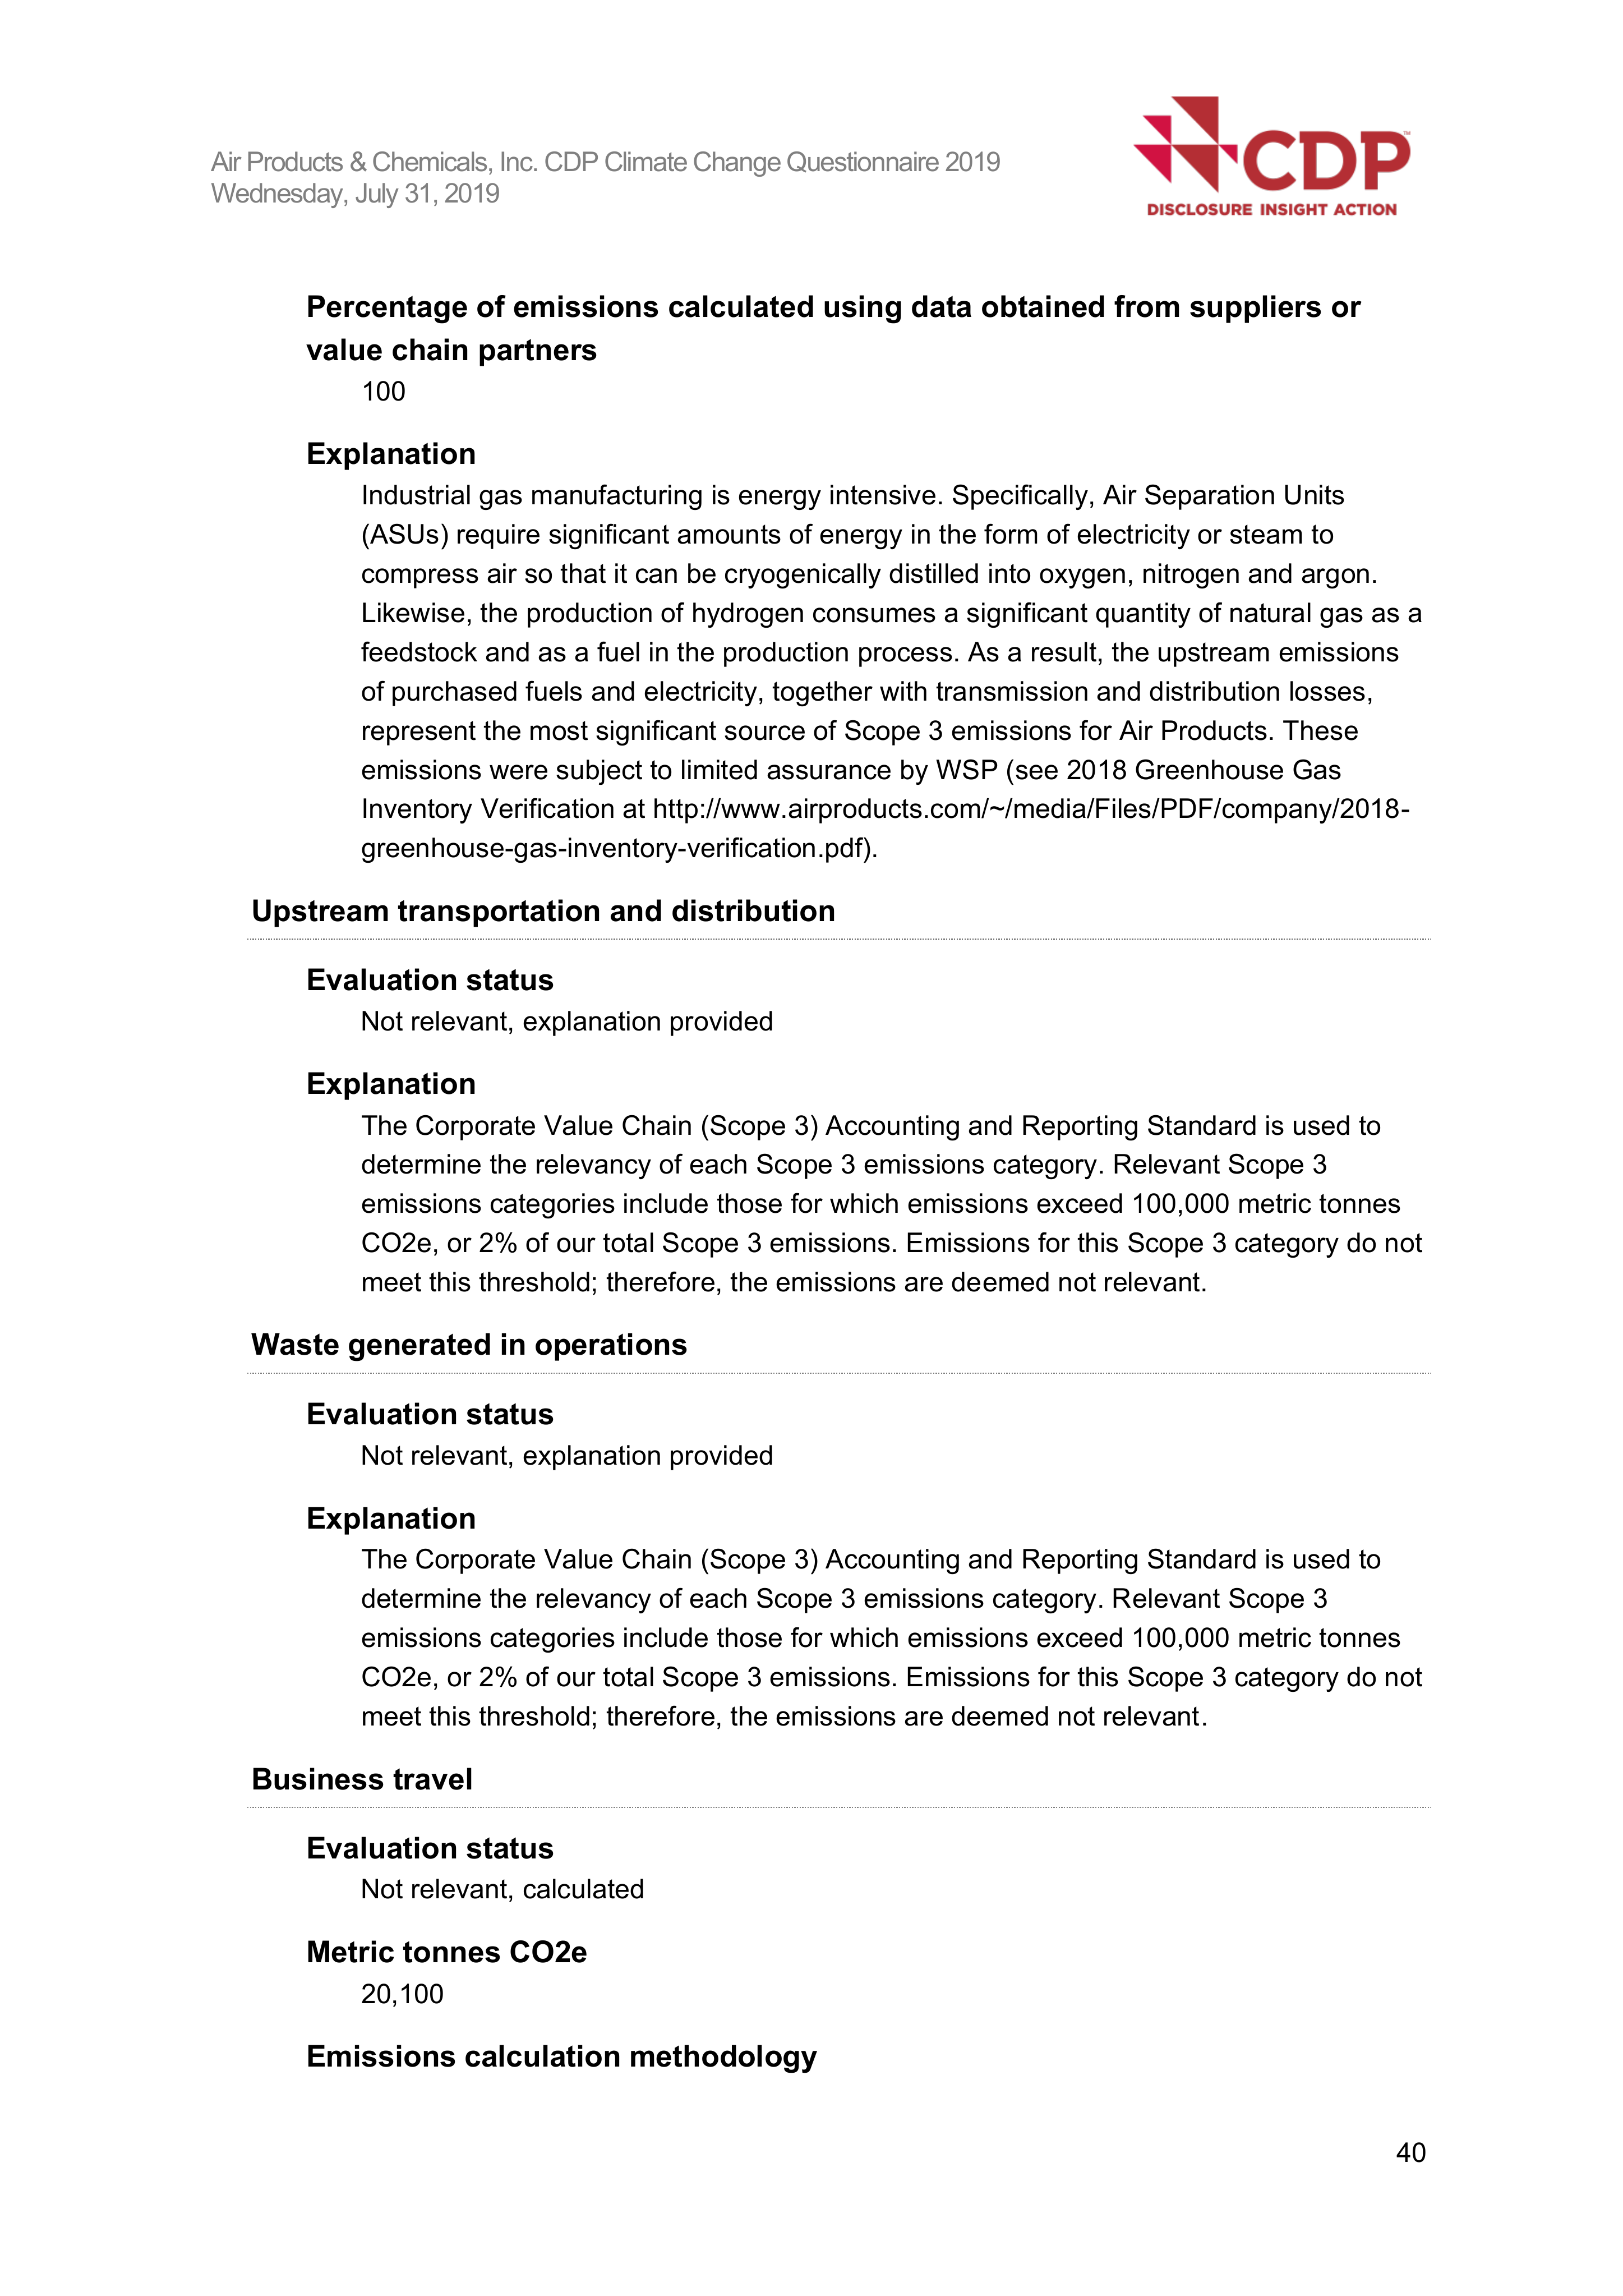 Air Products & Chemicals, Inc. CDP Climate Change Questionnaire 2019
Wednesday, July 31, 2019
CDP™
DISCLOSURE INSIGHT ACTION
Percentage of emissions calculated using data obtained from suppliers or
value chain partners
100
Explanation
Industrial gas manufacturing is energy intensive. Specifically, Air Separation Units
(ASUs) require significant amounts of energy in the form of electricity or steam to
compress air so that it can be cryogenically distilled into oxygen, nitrogen and argon.
Likewise, the production of hydrogen consumes a significant quantity of natural gas as a
feedstock and as a fuel in the production process. As a result, the upstream emissions
of purchased fuels and electricity, together with transmission and distribution losses,
represent the most significant source of Scope 3 emissions for Air Products. These
emissions were subject to limited assurance by WSP (see 2018 Greenhouse Gas
Inventory Verification at http://www.airproducts.com/~/media/Files/PDF/company/2018-
greenhouse-gas-inventory-verification.pdf).
Upstream transportation and distribution
Evaluation status
Not relevant, explanation provided
Explanation
The Corporate Value Chain (Scope 3) Accounting and Reporting Standard is used to
determine the relevancy of each Scope 3 emissions category. Relevant Scope 3
emissions categories include those for which emissions exceed 100,000 metric tonnes
CO2e, or 2% of our total Scope 3 emissions. Emissions for this Scope 3 category do not
meet this threshold; therefore, the emissions are deemed not relevant.
Waste generated in operations
Evaluation status
Not relevant, explanation provided
Explanation
The Corporate Value Chain (Scope 3) Accounting and Reporting Standard is used to
determine the relevancy of each Scope 3 emissions category. Relevant Scope 3
emissions categories include those for which emissions exceed 100,000 metric tonnes
CO2e, or 2% of our total Scope 3 emissions. Emissions for this Scope 3 category do not
meet this threshold; therefore, the emissions are deemed not relevant.
Business travel
Evaluation status
Not relevant, calculated
Metric tonnes CO2e
20,100
Emissions calculation methodology
40